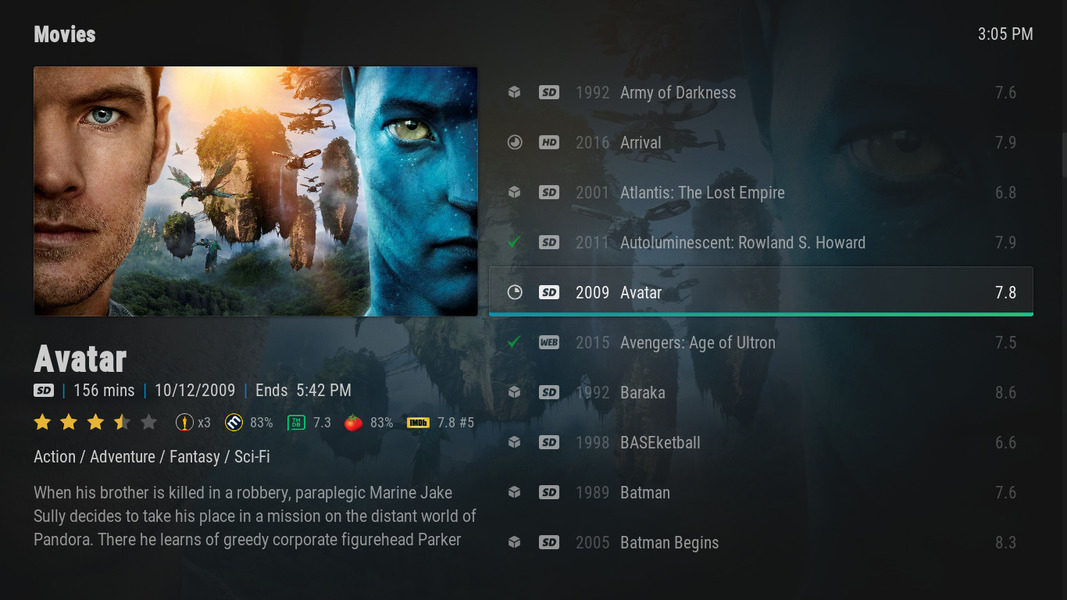 Movies
3:05 PM
SD 1992 Army of Darkness 7.6
HD 2016 Arrival 7.9
SD 2001 Atlantis: The Lost Empire 6.8
SD 2011 Autoluminescent: Rowland S. Howard 7.9
SD 2009 Avatar 7.8
WEB 2015 Avengers: Age of Ultron 7.5
SD 1992 Baraka 8.6
SD 1998 BASEketball 6.6
SD 1989 Batman 7.6
SD 2005 Batman Begins 8.3
Avatar
SD | 156 mins | 10/12/2009 | Ends 5:42 PM
x3 M 83% TMDB 7.3 83% IMDb 7.8 #5
Action / Adventure / Fantasy / Sci-Fi
When his brother is killed in a robbery, paraplegic Marine Jake
Sully decides to take his place in a mission on the distant world of
Pandora. There he learns of greedy corporate figurehead Parker